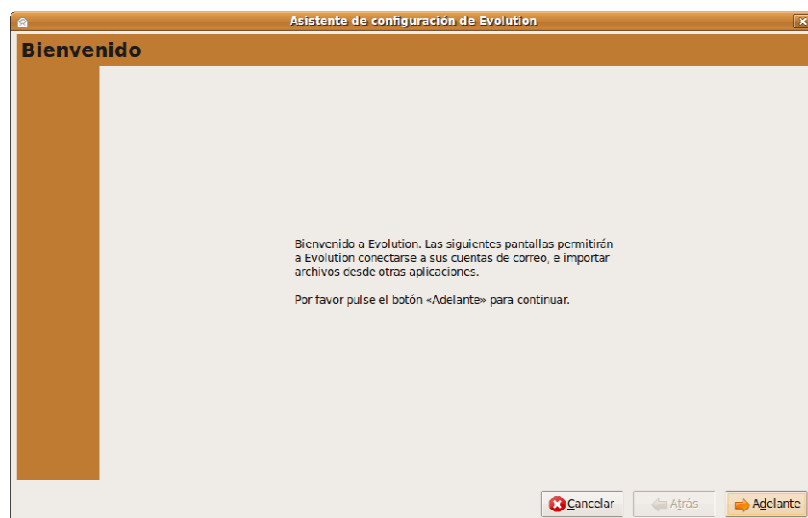 Asistente de configuración de Evolution
Bienvenido
Bienvenido a Evolution. Las siguientes pantallas permitirán
a Evolution conectarse a sus cuentas de correo, e importar
archivos desde otras aplicaciones.
Por favor pulse el botón «Adelante» para continuar.
Cancelar
Atrás
Adelante